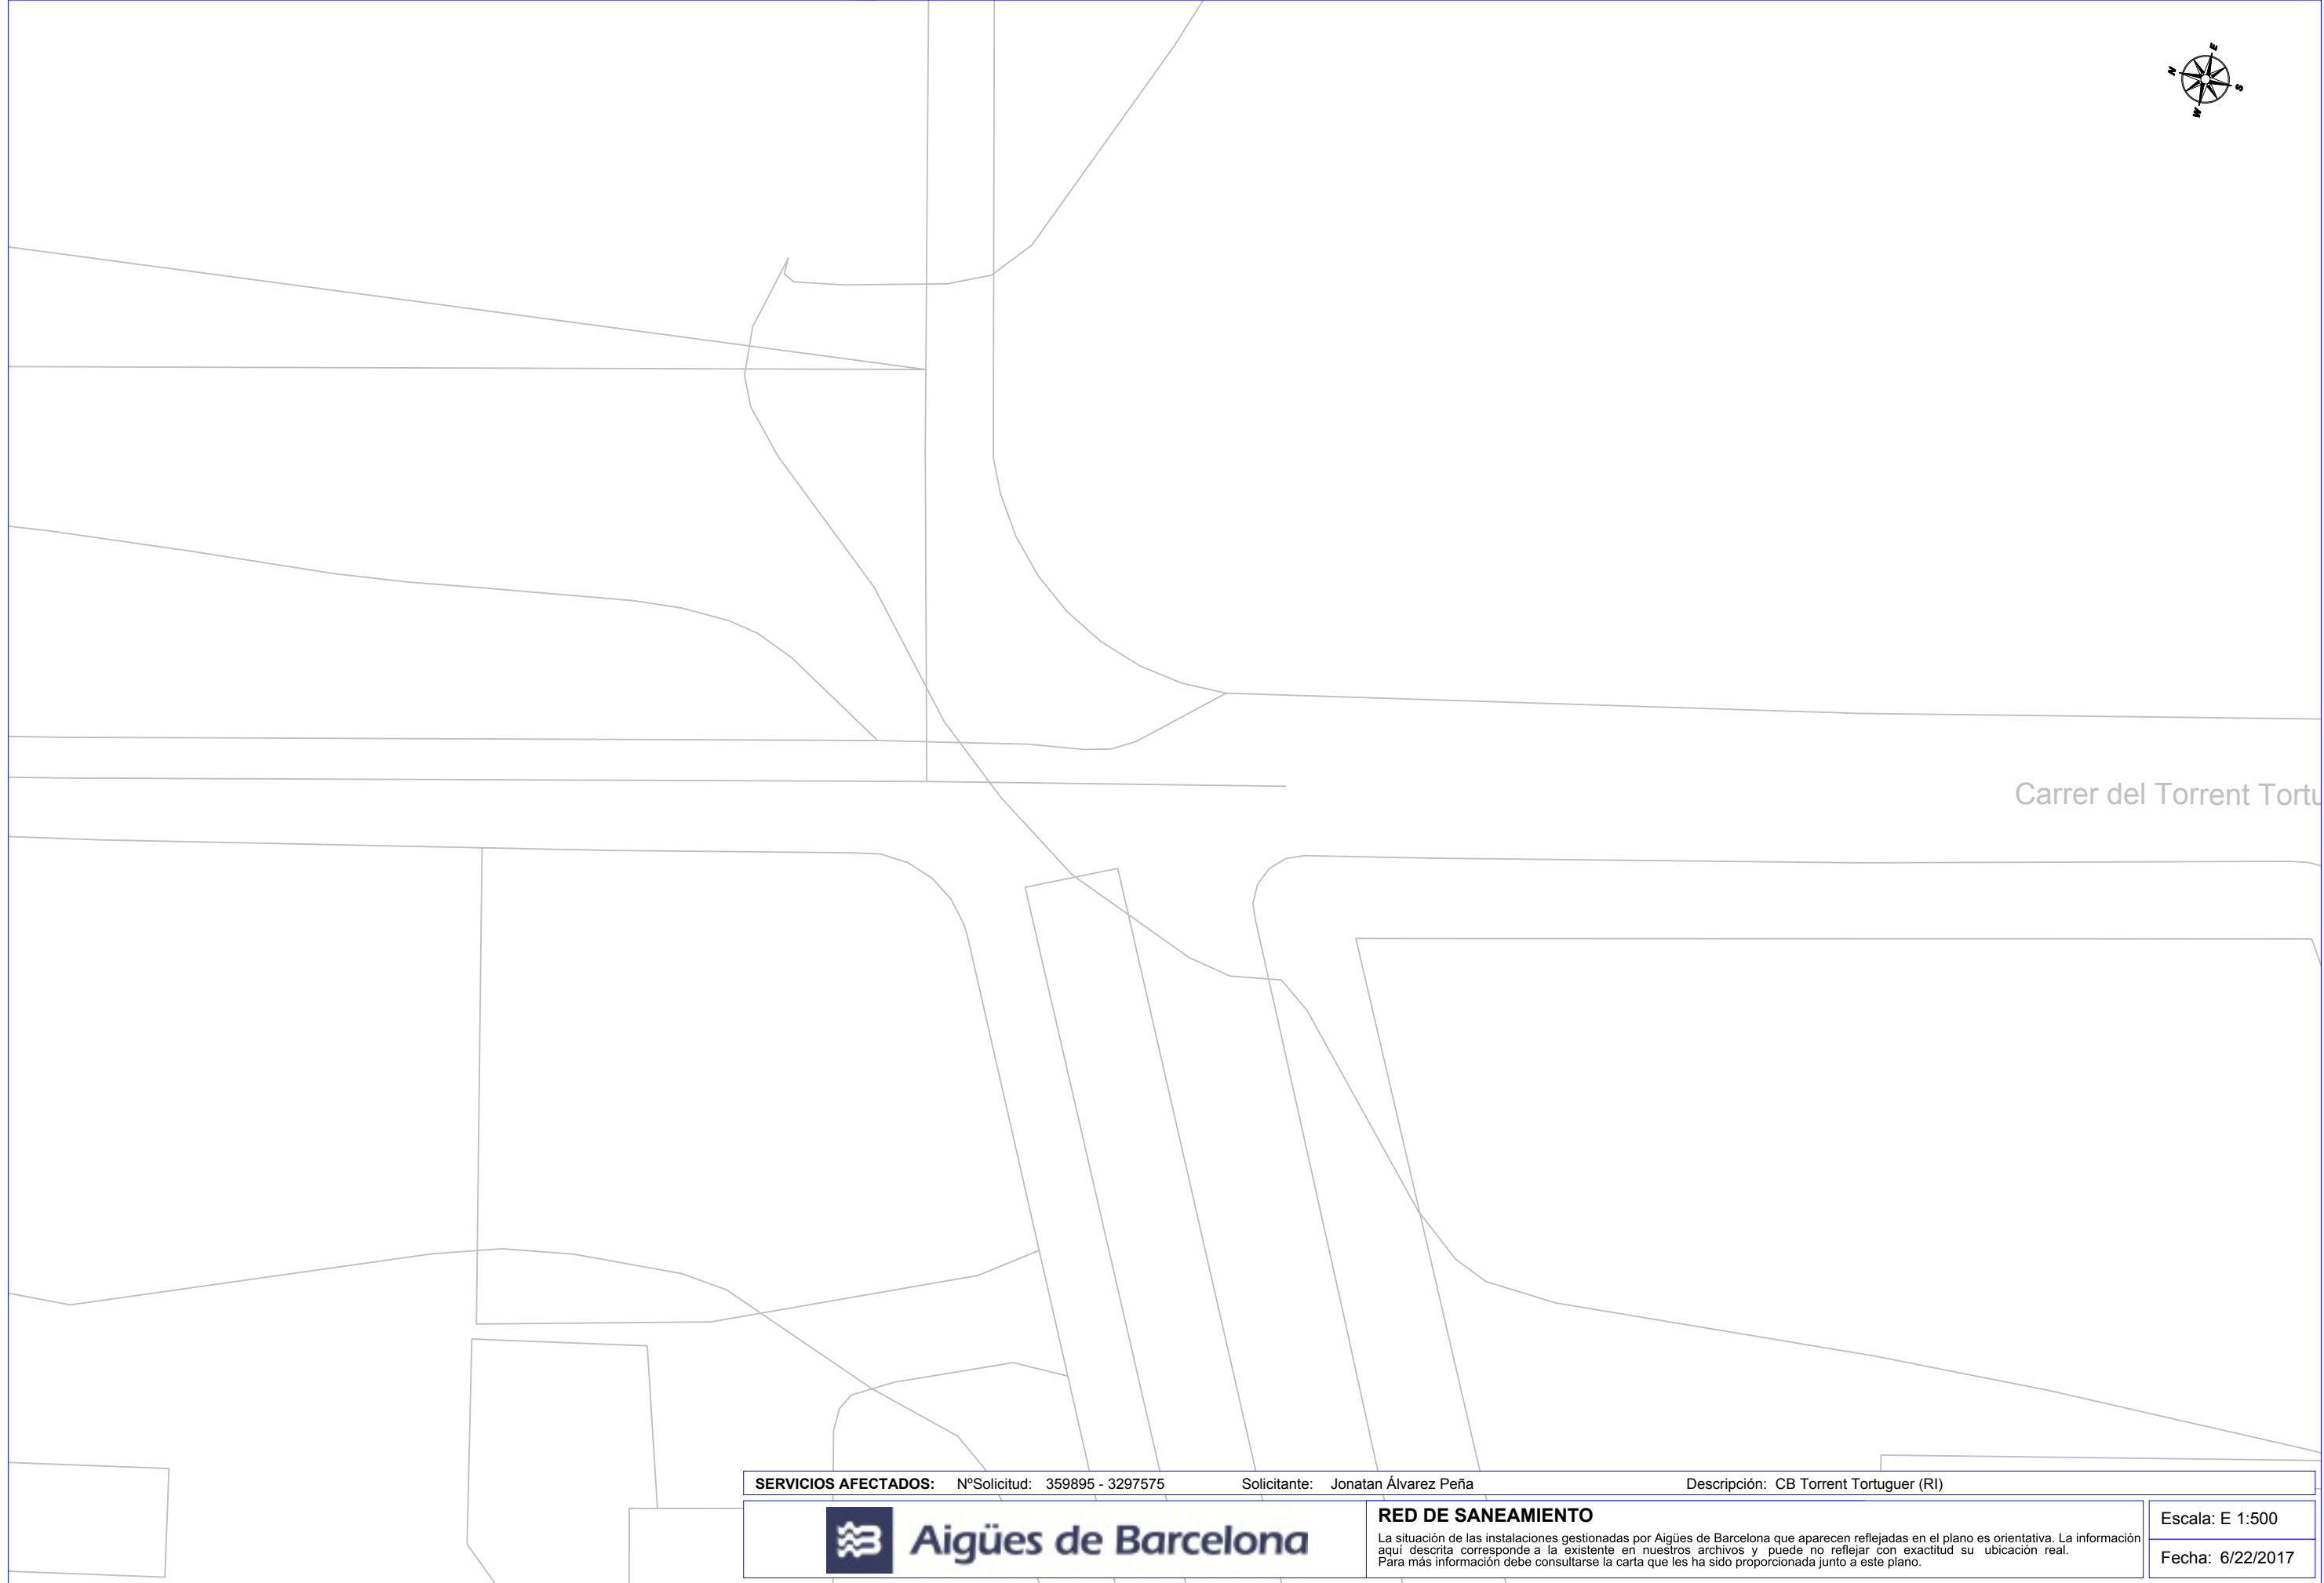 E
N
S
W
Carrer del Torrent Tortu
SERVICIOS AFECTADOS: NºSolicitud: 359895 - 3297575 Solicitante: Jonatan Álvarez Peña Descripción: CB Torrent Tortuguer (RI)
Aigües de Barcelona
RED DE SANEAMIENTO
La situación de las instalaciones gestionadas por Aigües de Barcelona que aparecen reflejadas en el plano es orientativa. La información
aquí descrita corresponde a la existente en nuestros archivos y puede no reflejar con exactitud su ubicación real.
Para más información debe consultarse la carta que les ha sido proporcionada junto a este plano.
Escala: E 1:500
Fecha: 6/22/2017